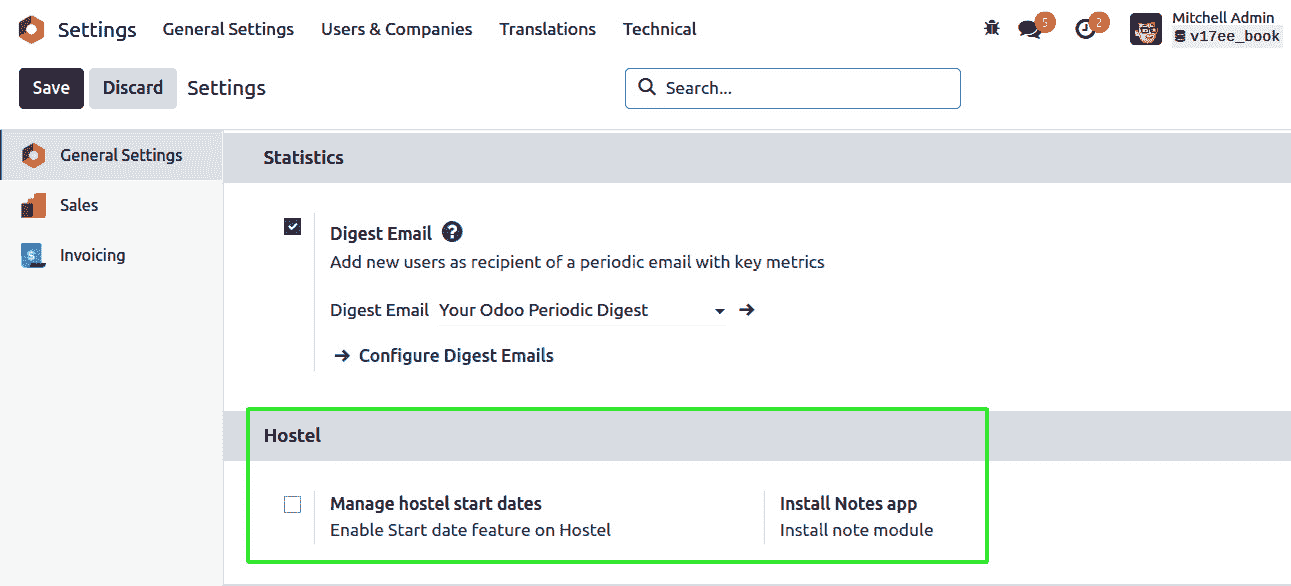 Settings General Settings Users & Companies Translations Technical 5 2 Mitchell Admin
v17ee_book
Save Discard Settings Search...
General Settings
Sales
Invoicing
Statistics
Digest Email ?
Add new users as recipient of a periodic email with key metrics
Digest Email Your Odoo Periodic Digest
Configure Digest Emails
Hostel
Manage hostel start dates
Enable Start date feature on Hostel
Install Notes app
Install note module